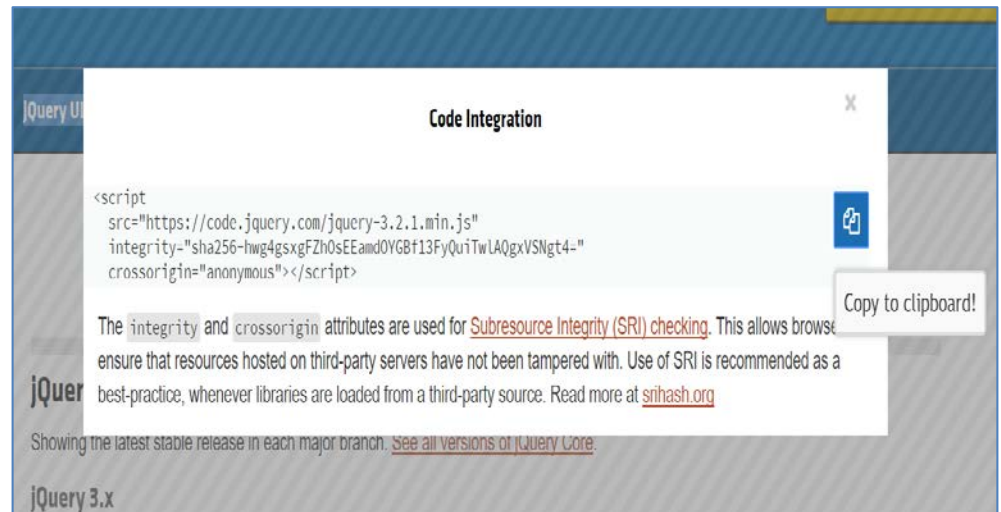 jQuery UI
Code Integration
x
<script
src="https://code.jquery.com/jquery-3.2.1.min.js"
integrity="sha256-hwg4gsxgFZhOsEEamdOYGBf13FyQuiTwlAQgxVSNgt4="
crossorigin="anonymous"></script>
Copy to clipboard!
The integrity and crossorigin attributes are used for Subresource Integrity (SRI) checking. This allows browse
ensure that resources hosted on third-party servers have not been tampered with. Use of SRI is recommended as a
best-practice, whenever libraries are loaded from a third-party source. Read more at srihash.org
jQuer
Showing the latest stable release in each major branch. See all versions of jQuery Core.
jQuery 3.x